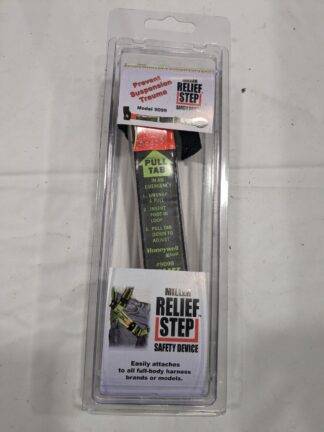 Prevent
Suspension
Trauma
Model 9099
MILLER
RELIEF
STEP
SAFETY DEVICE
PULL
TAB
IN AN
EMERGENCY
1. UNSNAP
& PULL
2. INSERT
FOOT IN
LOOP
3. PULL TAB
DOWN TO
ADJUST
Honeywell
Miller
MILLER
RELIEF
STEP™
SAFETY DEVICE
Easily attaches
to all full-body harness
brands or models.